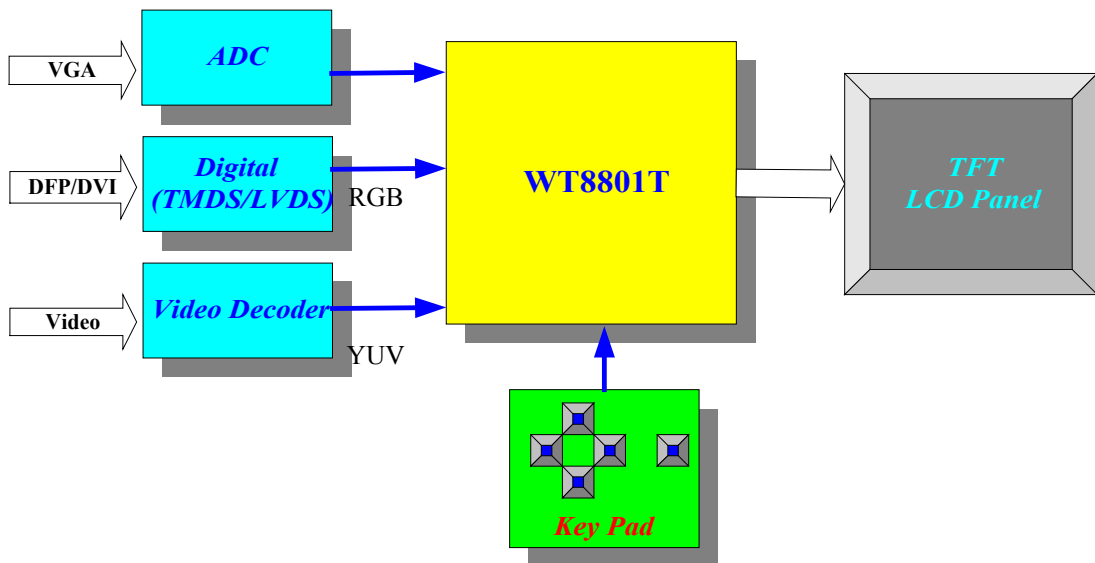 VGA
ADC
DFP/DVI
Digital
(TMDS/LVDS)
RGB
Video
Video Decoder
YUV
WT8801T
TFT
LCD Panel
Key Pad